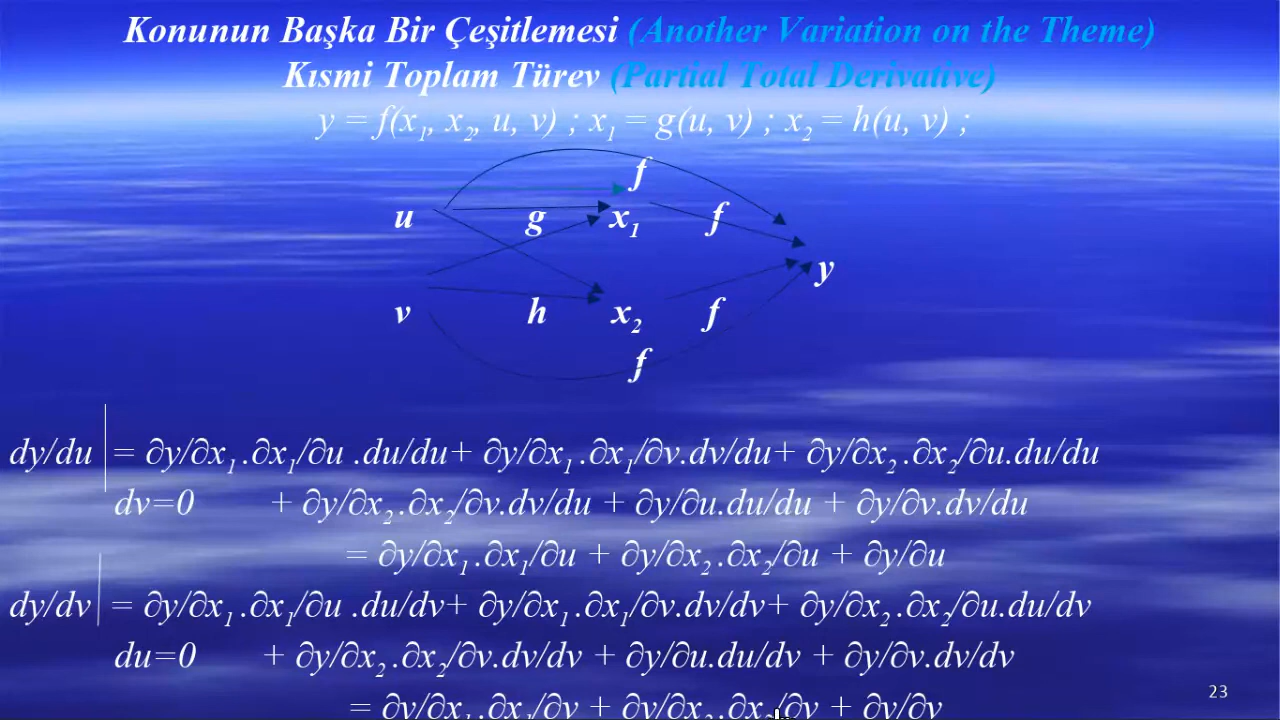 Konunun Başka Bir Çeşitlemesi (Another Variation on the Theme)
Kısmi Toplam Türev (Partial Total Derivative)
y = f(x₁, x₂, u, v) ; x₁ = g(u, v) ; x₂ = h(u, v) ;
f
u g x₁ f
y
v h x₂ f
f
dy/du | = ∂y/∂x₁.∂x₁/∂u .du/du+ ∂y/∂x₁.∂x₁/∂v.dv/du+ ∂y/∂x₂.∂x₂/∂u.du/du
dv=0 + ∂y/∂x₂.∂x₂/∂v.dv/du + ∂y/∂u.du/du + ∂y/∂v.dv/du
= ∂y/∂x₁.∂x₁/∂u + ∂y/∂x₂.∂x₂/∂u + ∂y/∂u
dy/dv | = ∂y/∂x₁.∂x₁/∂u .du/dv+ ∂y/∂x₁.∂x₁/∂v.dv/dv+ ∂y/∂x₂.∂x₂/∂u.du/dv
du=0 + ∂y/∂x₂.∂x₂/∂v.dv/dv + ∂y/∂u.du/dv + ∂y/∂v.dv/dv
= ∂y/∂x₁.∂x₁/∂v + ∂y/∂x₂.∂x₂/∂v + ∂y/∂v
23